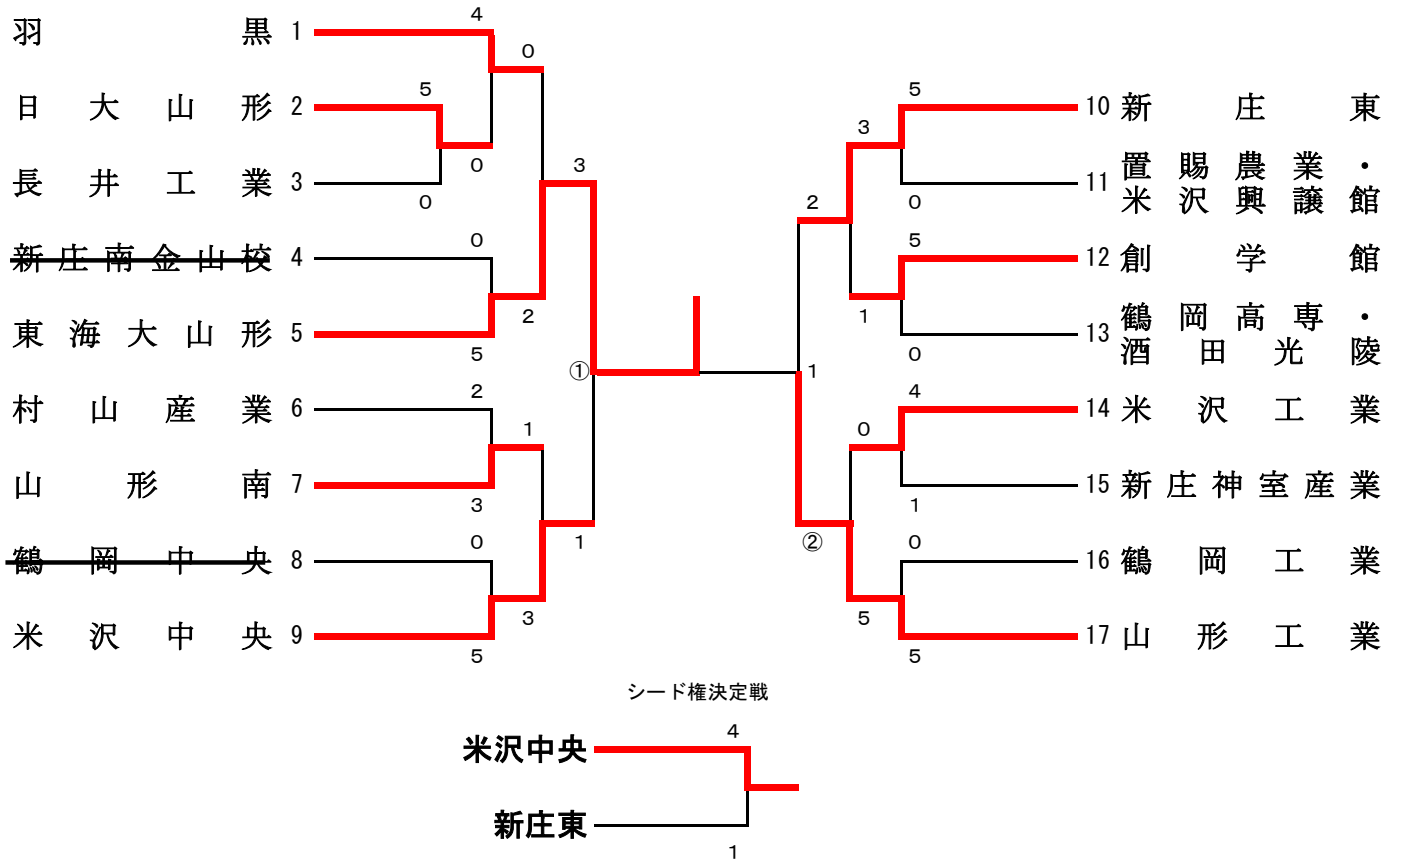 羽黒 1
日大山形 2
長井工業 3
新庄南金山校 4
東海大山形 5
村山産業 6
山形南 7
鶴岡中央 8
米沢中央 9
4
0
5
0
0
3
0
2
5
①
2
1
3
0
1
3
5
10 新庄東
11 置賜農業・
米沢興譲館
12 創学館
13 鶴岡高専・
酒田光陵
14 米沢工業
15 新庄神室産業
16 鶴岡工業
17 山形工業
5
3
0
2
5
1
0
1
4
0
1
②
0
5
5
シード権決定戦
米沢中央
4
新庄東
1